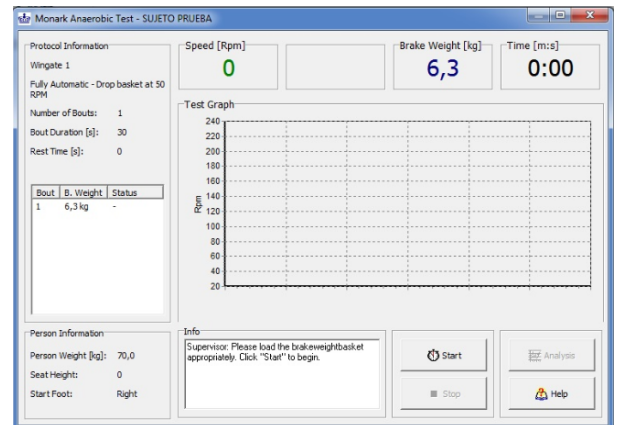 Monark Anaerobic Test - SUJETO PRUEBA
Protocol Information
Wingate 1
Fully Automatic - Drop basket at 50
RPM
Number of Bouts: 1
Bout Duration [s]: 30
Rest Time [s]: 0
Bout B. Weight Status
1 6,3 kg -
Person Information
Person Weight [kg]: 70,0
Seat Height: 0
Start Foot: Right
Speed [Rpm]
0
Brake Weight [kg]
6,3
Time [m:s]
0:00
Test Graph
Rpm
240
220
200
180
160
140
120
100
80
60
40
20
Info
Supervisor: Please load the brakeweightbasket
appropriately. Click "Start" to begin.
Start
Stop
Analysis
Help